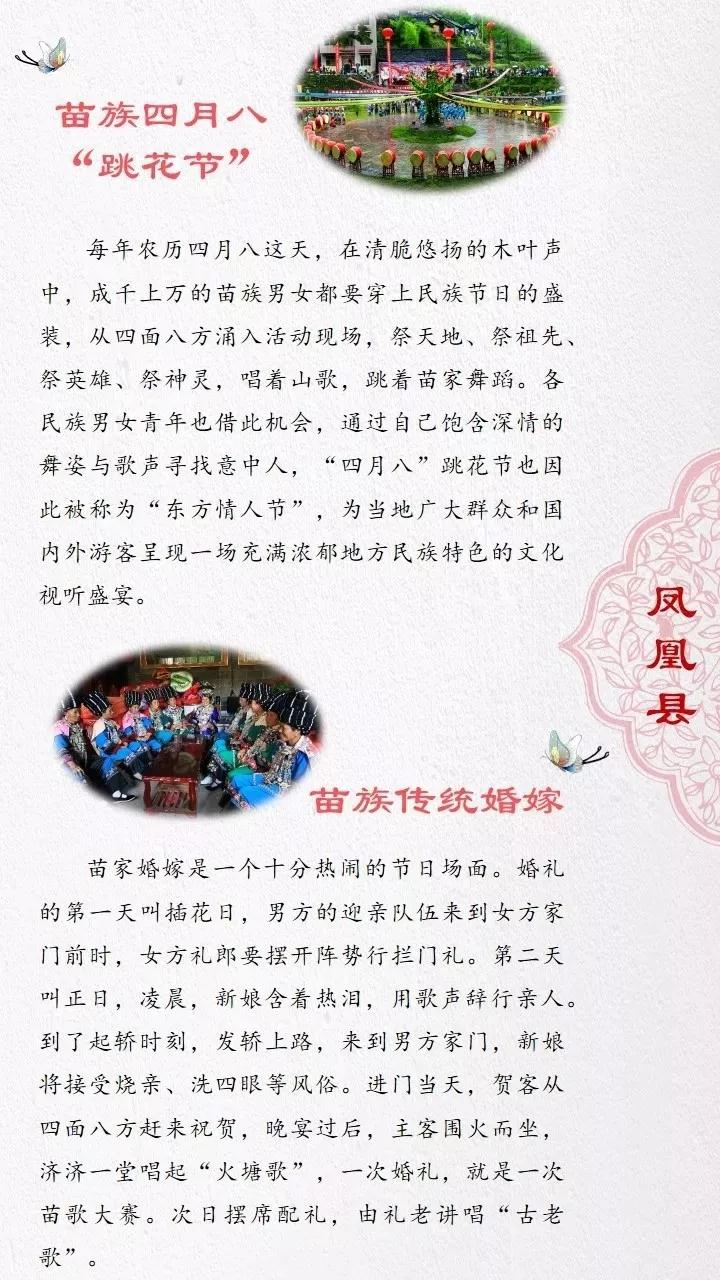 苗族四月八
“跳花节”
每年农历四月八这天，在清脆悠扬的木叶声
中，成千上万的苗族男女都要穿上民族节日的盛
装，从四面八方涌入活动现场，祭天地、祭祖先、
祭英雄、祭神灵，唱着山歌，跳着苗家舞蹈。各
民族男女青年也借此机会，通过自己饱含深情的
舞姿与歌声寻找意中人，“四月八”跳花节也因
此被称为“东方情人节”，为当地广大群众和国
内外游客呈现一场充满浓郁地方民族特色的文化
视听盛宴。
凤凰县
苗族传统婚嫁
苗家婚嫁是一个十分热闹的节日场面。婚礼
的第一天叫插花日，男方的迎亲队伍来到女方家
门前时，女方礼郎要摆开阵势行拦门礼。第二天
叫正日，凌晨，新娘含着热泪，用歌声辞行亲人。
到了起轿时刻，发轿上路，来到男方家门，新娘
将接受烧亲、洗四眼等风俗。进门当天，贺客从
四面八方赶来祝贺，晚宴过后，主客围火而坐，
济济一堂唱起“火塘歌”，一次婚礼，就是一次
苗歌大赛。次日摆席配礼，由礼老讲唱“古老
歌”。